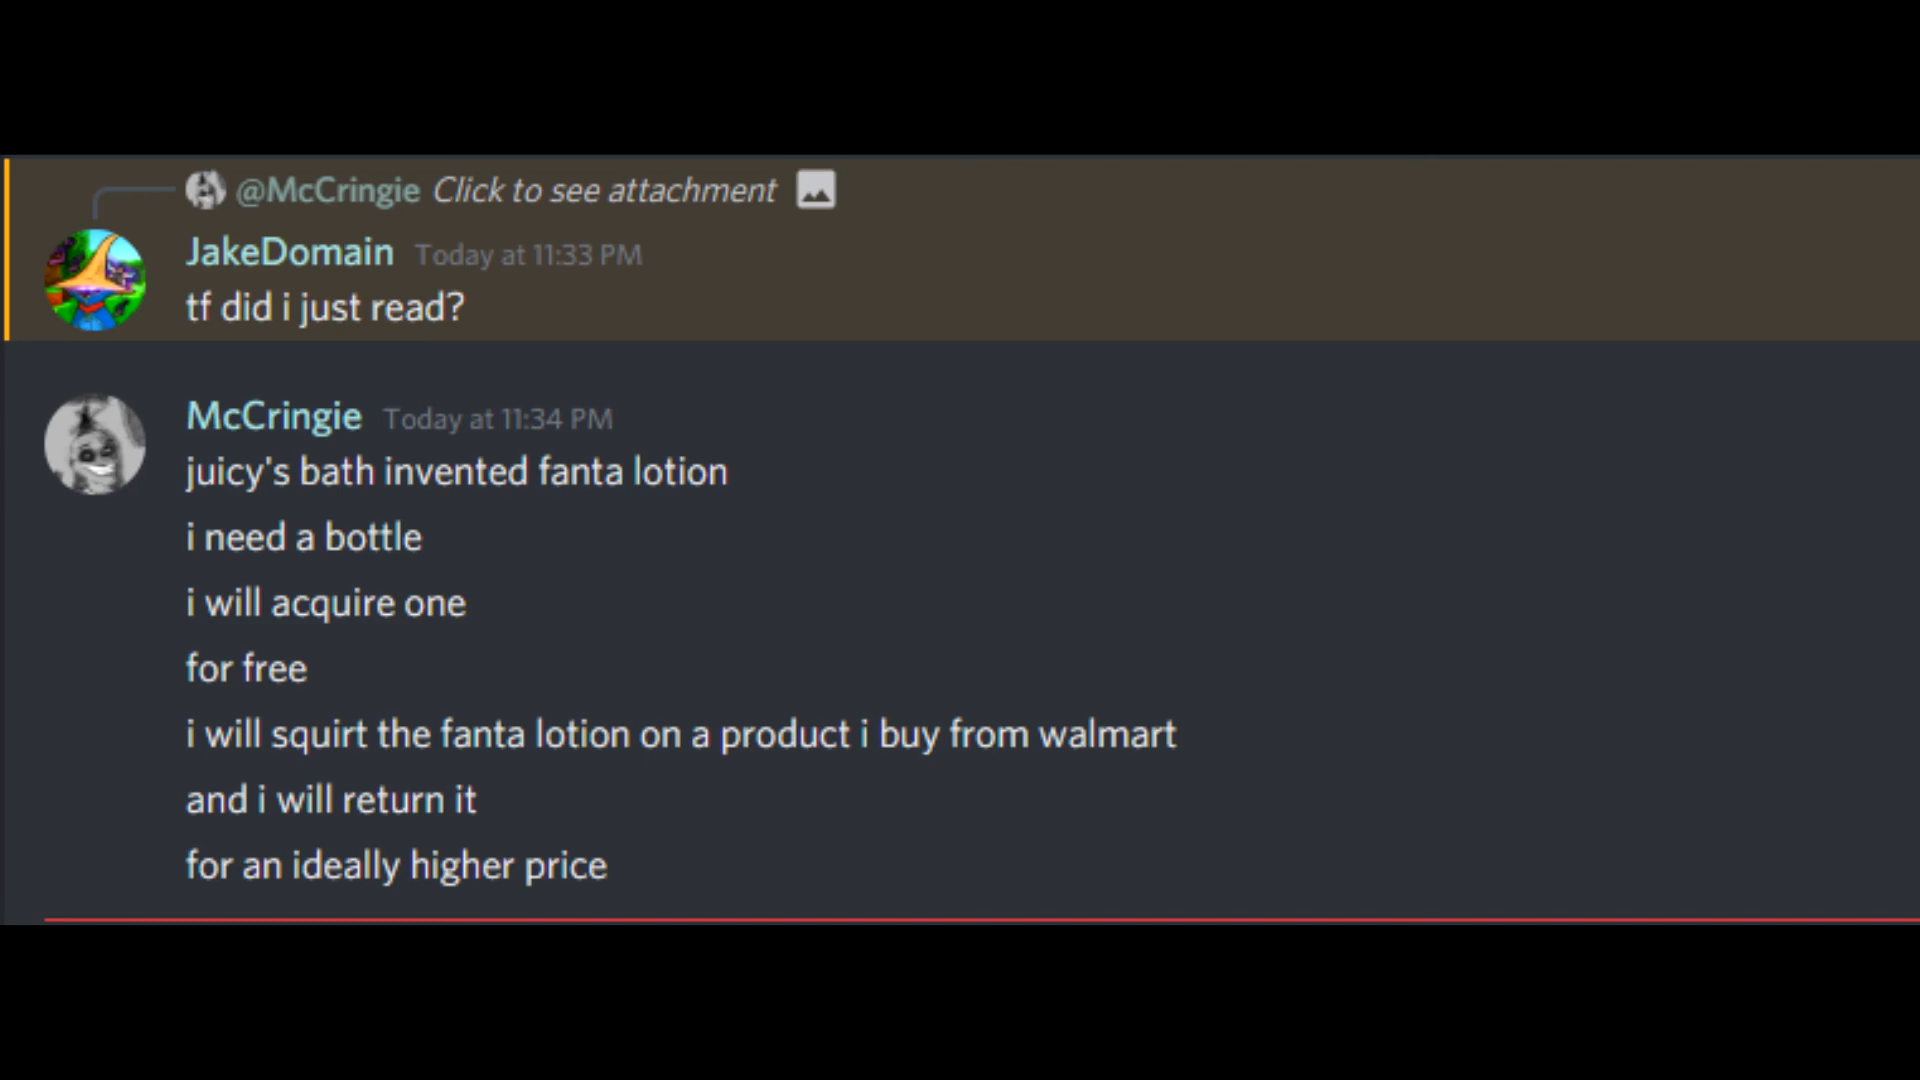 @McCringie Click to see attachment
JakeDomain Today at 11:33 PM
tf did i just read?
McCringie Today at 11:34 PM
juicy's bath invented fanta lotion
i need a bottle
i will acquire one
for free
i will squirt the fanta lotion on a product i buy from walmart
and i will return it
for an ideally higher price